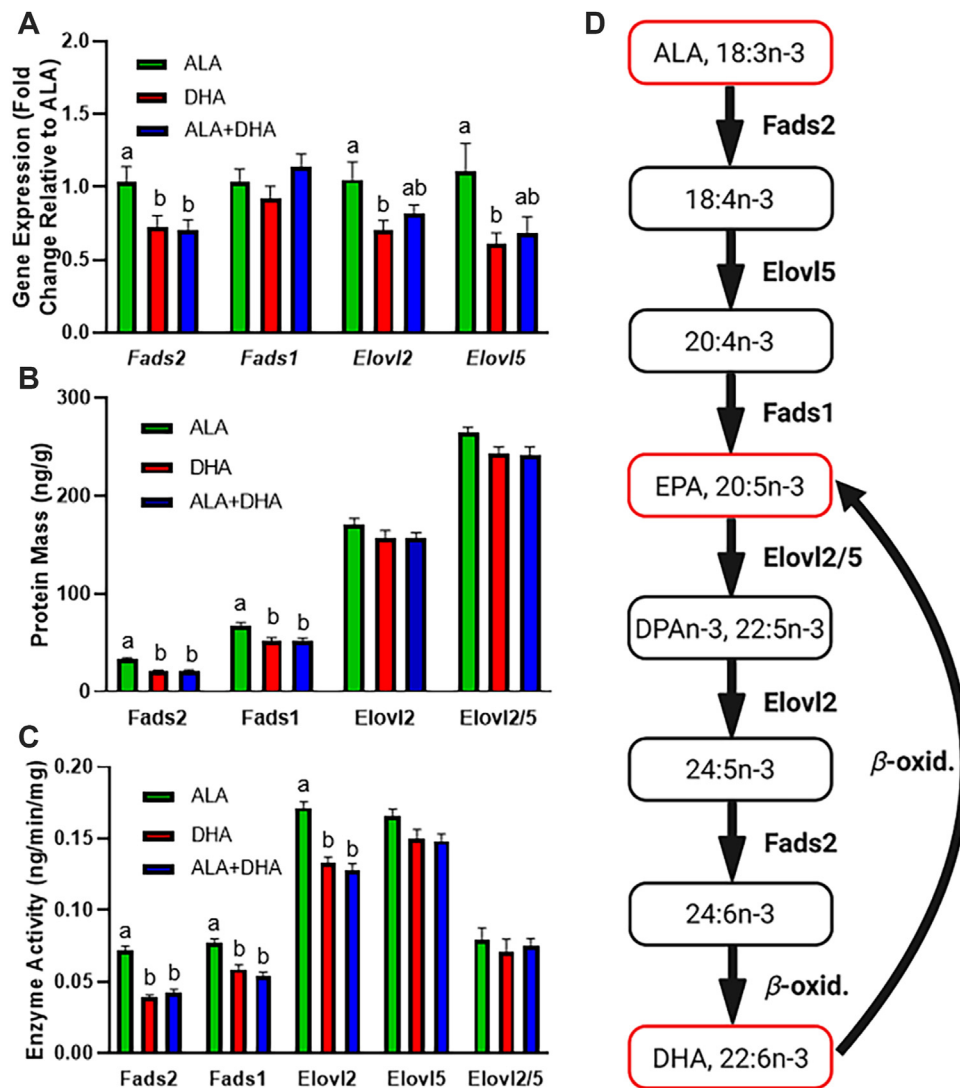 A
Gene Expression (Fold
Change Relative to ALA)
2.0
1.5
1.0
0.5
0.0
ALA
DHA
ALA+DHA
a
b
b
a
b
ab
a
b
ab
Fads2
Fads1
Elovl2
Elovl5
B
Protein Mass (ng/g)
300
200
100
0
ALA
DHA
ALA+DHA
a
b
b
a
b
b
Fads2
Fads1
Elovl2
Elovl2/5
C
Enzyme Activity (ng/min/mg)
0.20
0.15
0.10
0.05
0.00
ALA
DHA
ALA+DHA
a
b
b
a
b
b
a
b
b
Fads2
Fads1
Elovl2
Elovl5
Elovl2/5
D
ALA, 18:3n-3
Fads2
18:4n-3
Elovl5
20:4n-3
Fads1
EPA, 20:5n-3
Elovl2/5
DPAn-3, 22:5n-3
Elovl2
24:5n-3
β-oxid.
Fads2
24:6n-3
β-oxid.
DHA, 22:6n-3